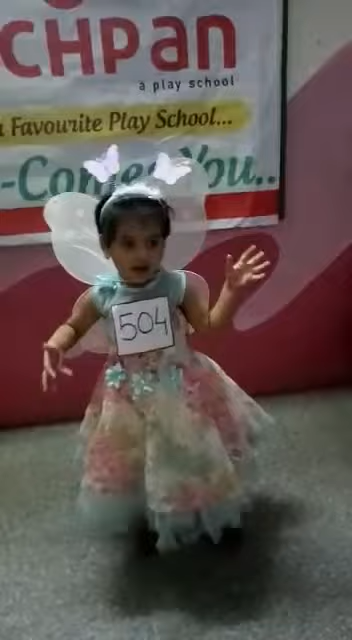 CHPan
a play school
Favourite Play School...
-Comes You..
504